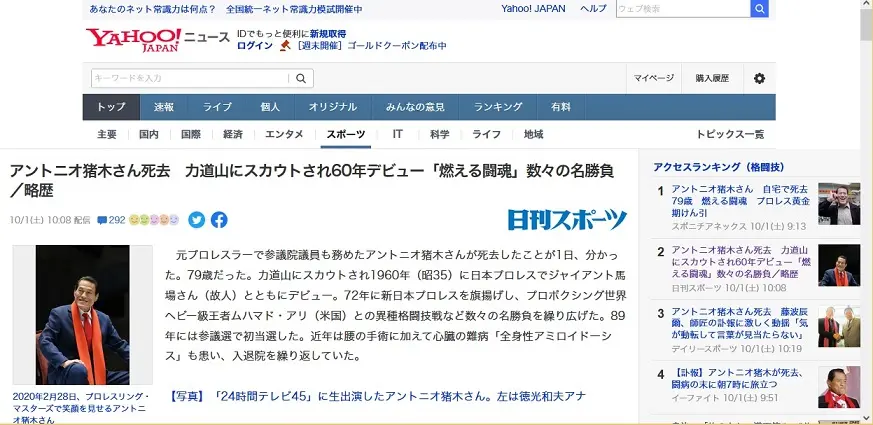 あなたのネット常識力は何点？ 全国統一ネット常識力模試開催中
Yahoo! JAPAN ヘルプ ウェブ検索
YAHOO! JAPAN ニュース
IDでもっと便利に新規取得
ログイン 【週末開催】ゴールドクーポン配布中
キーワードを入力
マイページ 購入履歴
トップ 速報 ライブ 個人 オリジナル みんなの意見 ランキング 有料
主要 国内 国際 経済 エンタメ スポーツ IT 科学 ライフ 地域 トピックス一覧
アントニオ猪木さん死去 力道山にスカウトされ60年デビュー「燃える闘魂」数々の名勝負
／略歴
10/1(土) 10:08 配信 292
日刊スポーツ
元プロレスラーで参議院議員も務めたアントニオ猪木さんが死去したことが1日、分かっ
た。79歳だった。力道山にスカウトされ1960年（昭35）に日本プロレスでジャイアント馬
場さん（故人）とともにデビュー。72年に新日本プロレスを旗揚げし、プロボクシング世界
ヘビー級王者ムハマド・アリ（米国）との異種格闘技戦など数々の名勝負を繰り広げた。89
年には参議選で初当選した。近年は腰の手術に加えて心臓の難病「全身性アミロイドーシ
ス」も患い、入退院を繰り返していた。
【写真】「24時間テレビ45」に生出演したアントニオ猪木さん。左は徳光和夫アナ
2020年2月28日、プロレスリング・
マスターズで笑顔を見せるアントニ
オ猪木さん
アクセスランキング（格闘技）
1 アントニオ猪木さん 自宅で死去
79歳 燃える闘魂 プロレス黄金
期けん引
スポニチアネックス 10/1(土) 9:13
2 アントニオ猪木さん死去 力道山
にスカウトされ60年デビュー「燃
える闘魂」数々の名勝負／略歴
日刊スポーツ 10/1(土) 10:08
3 アントニオ猪木さん死去 藤波辰
爾、師匠の訃報に激しく動揺「気
が動転して言葉が見当たらない」
デイリースポーツ 10/1(土) 10:19
4 【訃報】アントニオ猪木が死去、
闘病の末に朝7時に旅立つ
イーファイト 10/1(土) 9:51